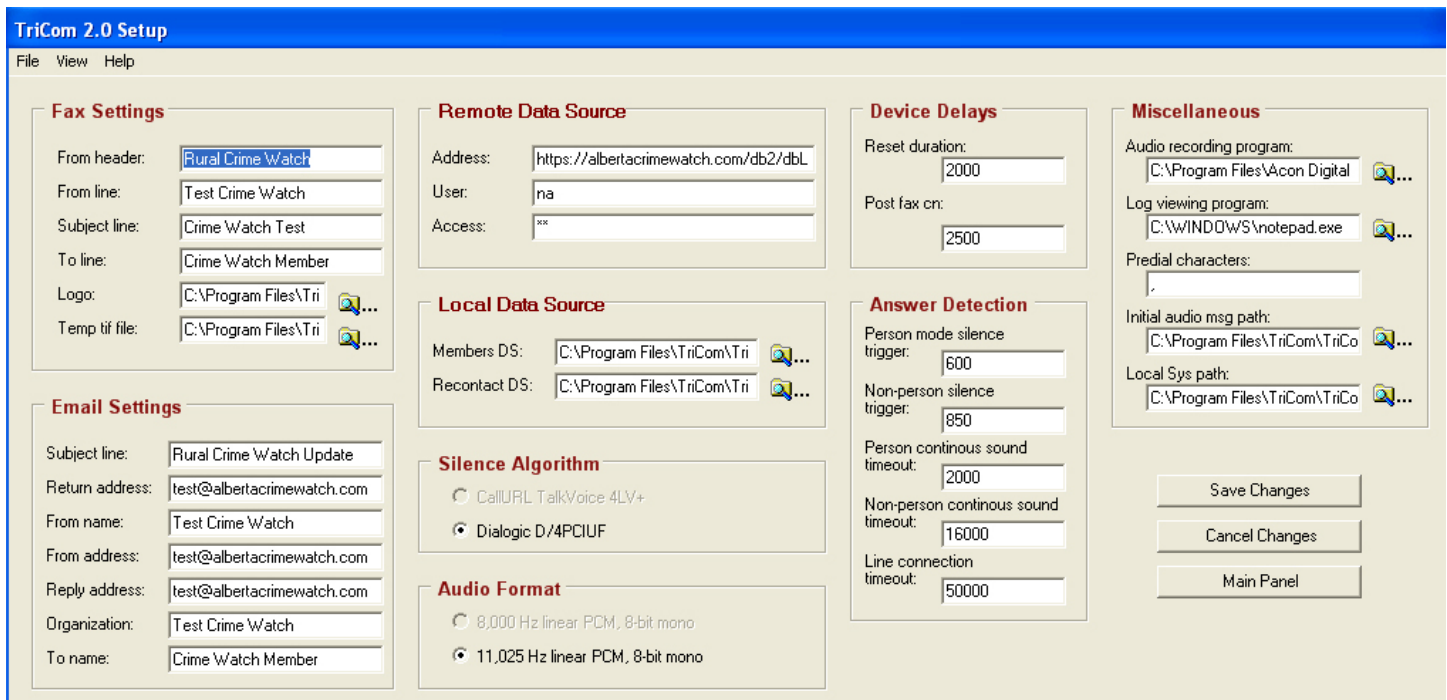 TriCom 2.0 Setup
File View Help
Fax Settings
From header: Rural Crime Watch
From line: Test Crime Watch
Subject line: Crime Watch Test
To line: Crime Watch Member
Logo: C:\Program Files\Tri ...
Temp tif file: C:\Program Files\Tri ...
Email Settings
Subject line: Rural Crime Watch Update
Return address: test@albertacrimewatch.com
From name: Test Crime Watch
From address: test@albertacrimewatch.com
Reply address: test@albertacrimewatch.com
Organization: Test Crime Watch
To name: Crime Watch Member
Remote Data Source
Address: https://albertacrimewatch.com/db2/dbL
User: na
Access: **
Local Data Source
Members DS: C:\Program Files\TriCom\Tri ...
Recontact DS: C:\Program Files\TriCom\Tri ...
Silence Algorithm
CallURL TalkVoice 4LV+
Dialogic D/4PCIUF
Audio Format
8,000 Hz linear PCM, 8-bit mono
11,025 Hz linear PCM, 8-bit mono
Device Delays
Reset duration:
2000
Post fax cn:
2500
Answer Detection
Person mode silence
trigger: 600
Non-person silence
trigger: 850
Person continous sound
timeout: 2000
Non-person continous sound
timeout: 16000
Line connection
timeout: 50000
Miscellaneous
Audio recording program:
C:\Program Files\Acon Digital ...
Log viewing program:
C:\WINDOWS\notepad.exe ...
Predial characters:
,
Initial audio msg path:
C:\Program Files\TriCom\TriCo ...
Local Sys path:
C:\Program Files\TriCom\TriCo ...
Save Changes
Cancel Changes
Main Panel